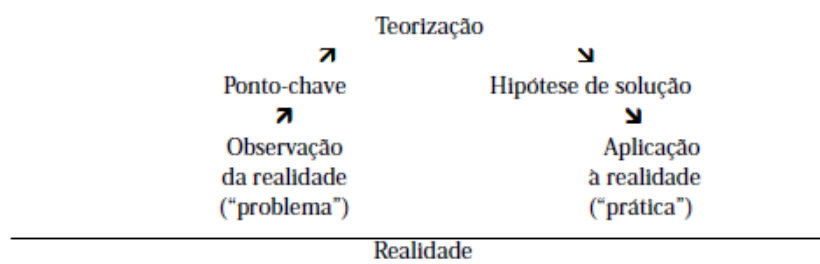 Teorização
↗ ↘
Ponto-chave Hipótese de solução
↗ ↘
Observação Aplicação
da realidade à realidade
(“problema”) (“prática”)
Realidade